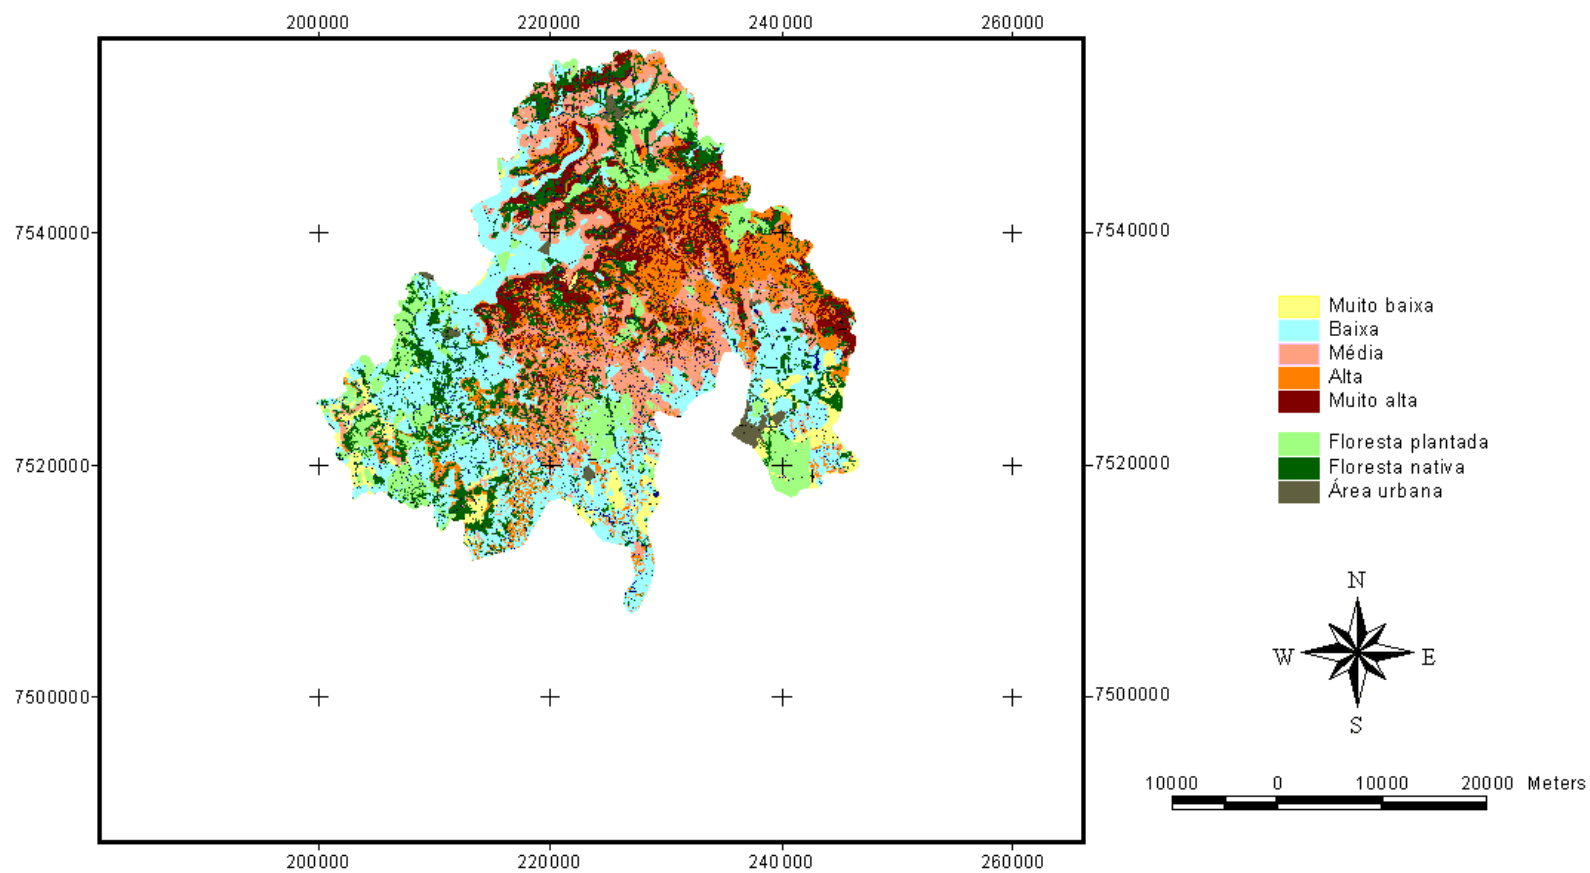 200000 220000 240000 260000
7540000 7540000
Muito baixa
Baixa
Média
Alta
Muito alta
Floresta plantada
7520000 7520000
Floresta nativa
Área urbana
N
W E
S
7500000 7500000
10000 0 10000 20000 Meters
200000 220000 240000 260000